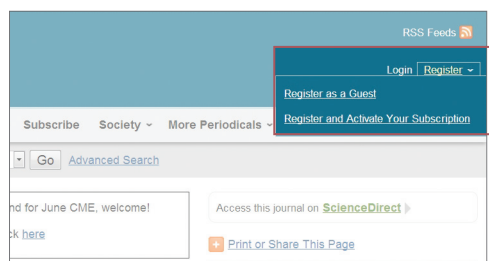 RSS Feeds
Login Register
Register as a Guest
Register and Activate Your Subscription
Subscribe Society More Periodicals
Go Advanced Search
nd for June CME, welcome!
ck here
Access this journal on ScienceDirect
Print or Share This Page